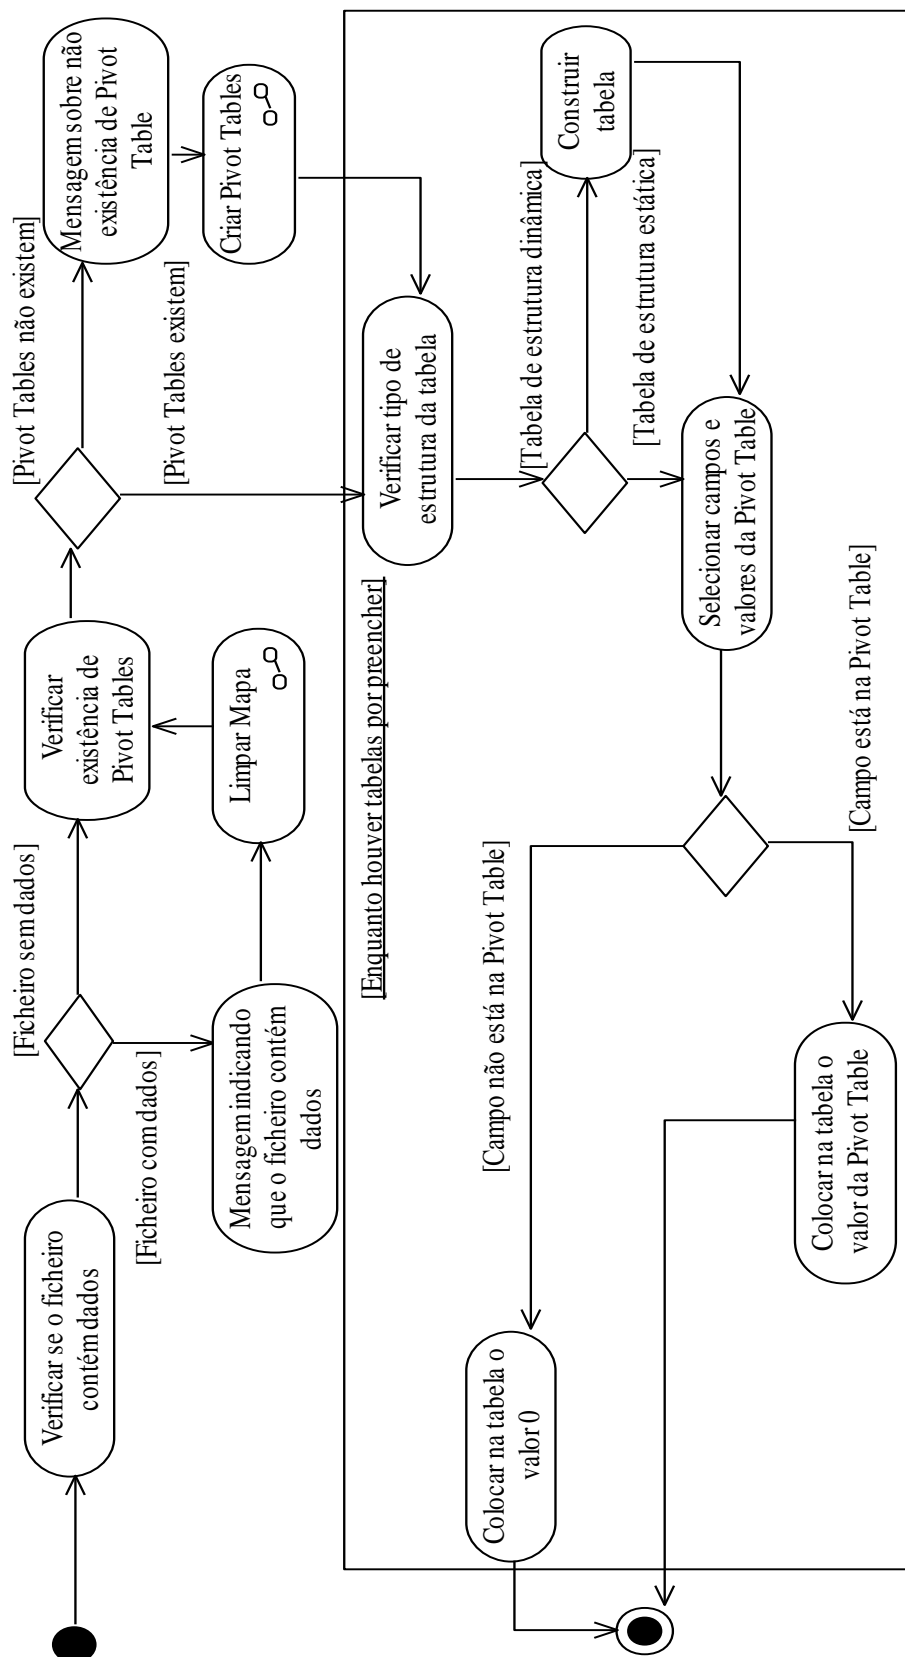 Verificar se o ficheiro
contém dados
[Ficheiro sem dados]
[Ficheiro com dados]
Mensagem indicando
que o ficheiro contém
dados
Limpar Mapa
Verificar
existência de
Pivot Tables
[Pivot Tables não existem]
[Pivot Tables existem]
Mensagem sobre não
existência de Pivot
Table
Criar Pivot Tables
[Enquanto houver tabelas por preencher]
Verificar tipo de
estrutura da tabela
[Tabela de estrutura dinâmica]
[Tabela de estrutura estática]
Construir
tabela
Selecionar campos e
valores da Pivot Table
[Campo não está na Pivot Table]
[Campo está na Pivot Table]
Colocar na tabela o
valor 0
Colocar na tabela o
valor da Pivot Table